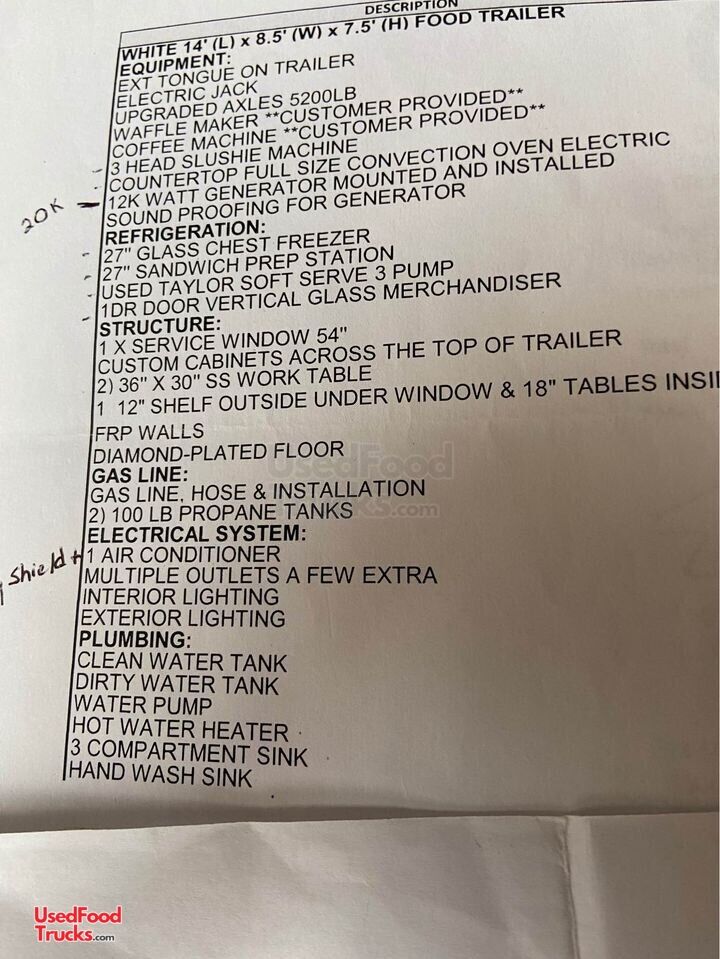 DESCRIPTION
WHITE 14' (L) x 8.5' (W) x 7.5' (H) FOOD TRAILER
EQUIPMENT:
EXT TONGUE ON TRAILER
ELECTRIC JACK
UPGRADED AXLES 5200LB
WAFFLE MAKER **CUSTOMER PROVIDED**
COFFEE MACHINE **CUSTOMER PROVIDED**
3 HEAD SLUSHIE MACHINE
COUNTERTOP FULL SIZE CONVECTION OVEN ELECTRIC
20K - 12K WATT GENERATOR MOUNTED AND INSTALLED
SOUND PROOFING FOR GENERATOR
REFRIGERATION:
- 27" GLASS CHEST FREEZER
- 27" SANDWICH PREP STATION
- USED TAYLOR SOFT SERVE 3 PUMP
- 1DR DOOR VERTICAL GLASS MERCHANDISER
STRUCTURE:
1 X SERVICE WINDOW 54"
CUSTOM CABINETS ACROSS THE TOP OF TRAILER
2) 36" X 30" SS WORK TABLE
1 12" SHELF OUTSIDE UNDER WINDOW & 18" TABLES INSI
FRP WALLS
DIAMOND-PLATED FLOOR
GAS LINE:
GAS LINE, HOSE & INSTALLATION
2) 100 LB PROPANE TANKS
ELECTRICAL SYSTEM:
Shield + 1 AIR CONDITIONER
MULTIPLE OUTLETS A FEW EXTRA
INTERIOR LIGHTING
EXTERIOR LIGHTING
PLUMBING:
CLEAN WATER TANK
DIRTY WATER TANK
WATER PUMP
HOT WATER HEATER
3 COMPARTMENT SINK
HAND WASH SINK
UsedFood
Trucks.com
UsedFood
Trucks.com